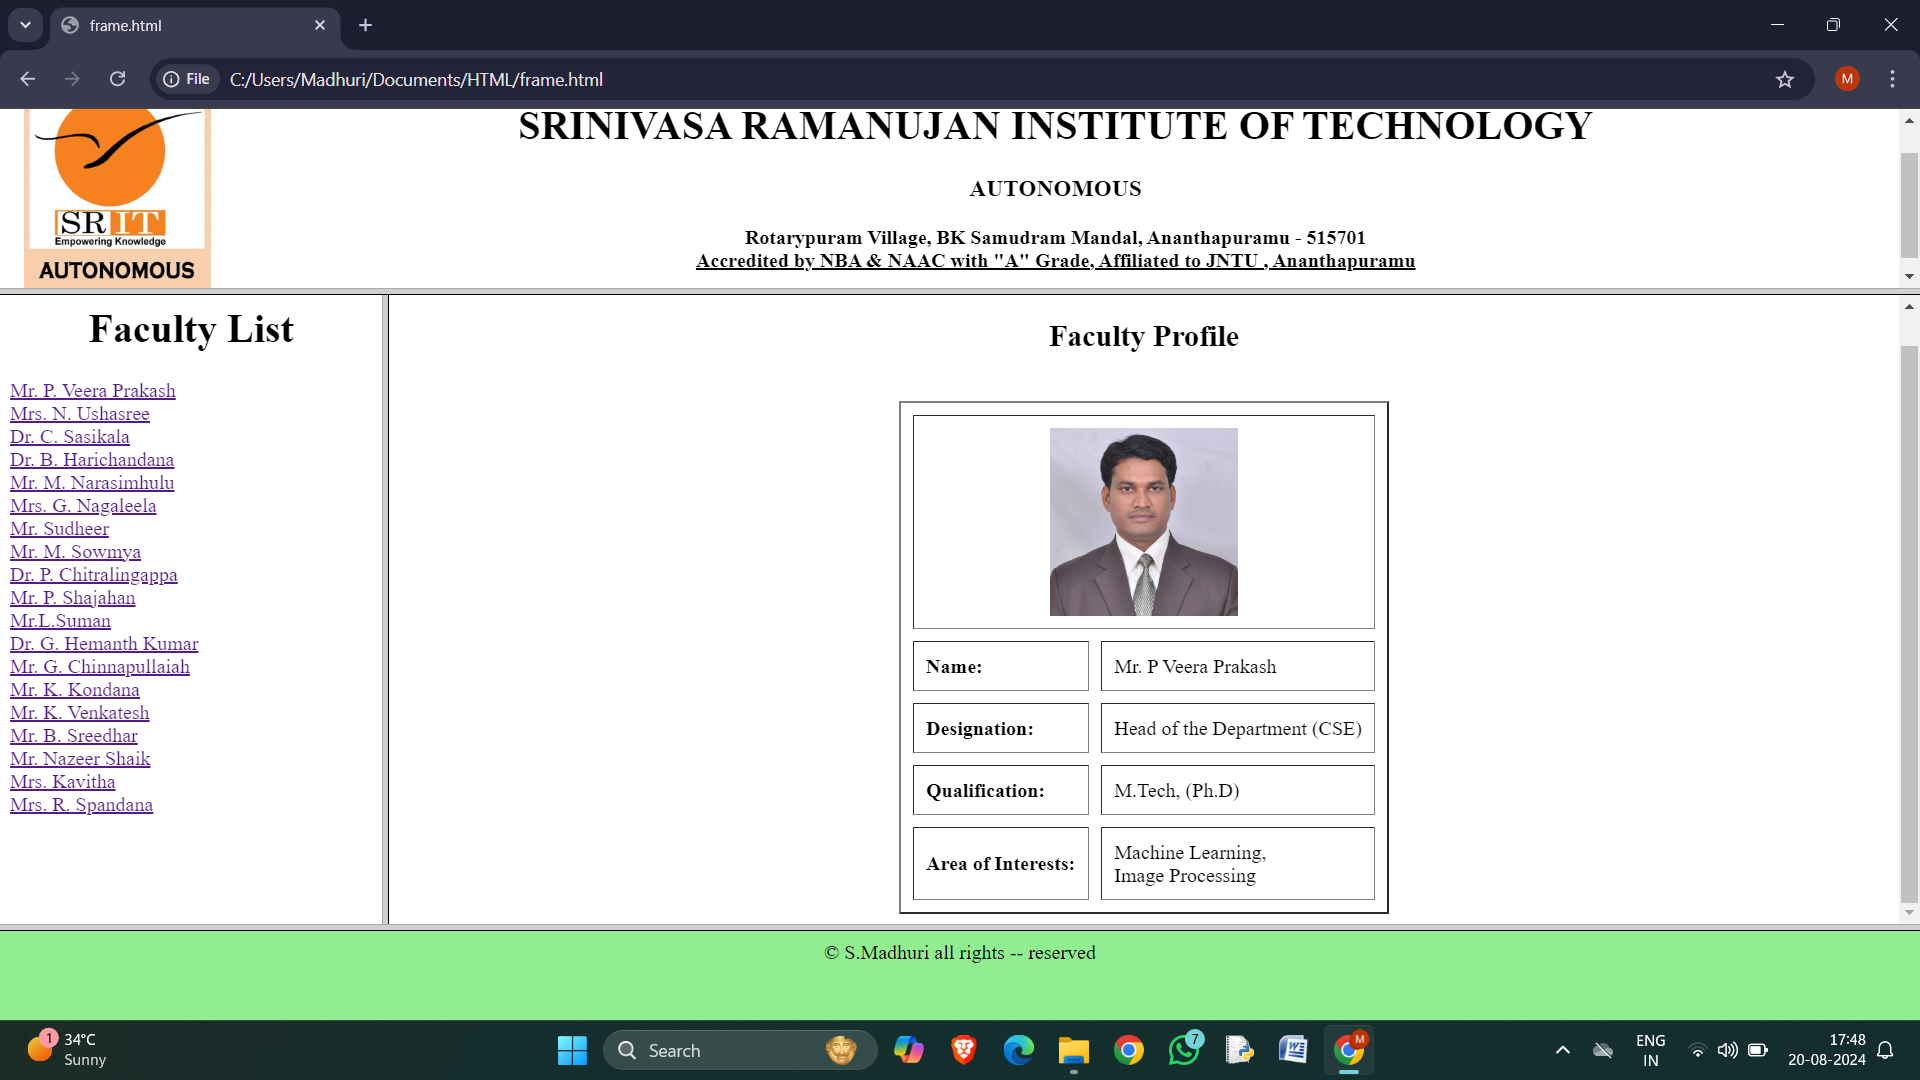 frame.html
File
C:/Users/Madhuri/Documents/HTML/frame.html
M
SRIT
Empowering Knowledge
AUTONOMOUS
SRINIVASA RAMANUJAN INSTITUTE OF TECHNOLOGY
AUTONOMOUS
Rotarypuram Village, BK Samudram Mandal, Ananthapuramu - 515701
Accredited by NBA & NAAC with "A" Grade, Affiliated to JNTU , Ananthapuramu
Faculty List
Mr. P. Veera Prakash
Mrs. N. Ushasree
Dr. C. Sasikala
Dr. B. Harichandana
Mr. M. Narasimhulu
Mrs. G. Nagaleela
Mr. Sudheer
Mr. M. Sowmya
Dr. P. Chitralingappa
Mr. P. Shajahan
Mr.L.Suman
Dr. G. Hemanth Kumar
Mr. G. Chinnapullaiah
Mr. K. Kondana
Mr. K. Venkatesh
Mr. B. Sreedhar
Mr. Nazeer Shaik
Mrs. Kavitha
Mrs. R. Spandana
Faculty Profile
Name: Mr. P Veera Prakash
Designation: Head of the Department (CSE)
Qualification: M.Tech, (Ph.D)
Area of Interests: Machine Learning,
Image Processing
© S.Madhuri all rights -- reserved
1
34°C
Sunny
Search
7
W
M
ENG
IN
17:48
20-08-2024